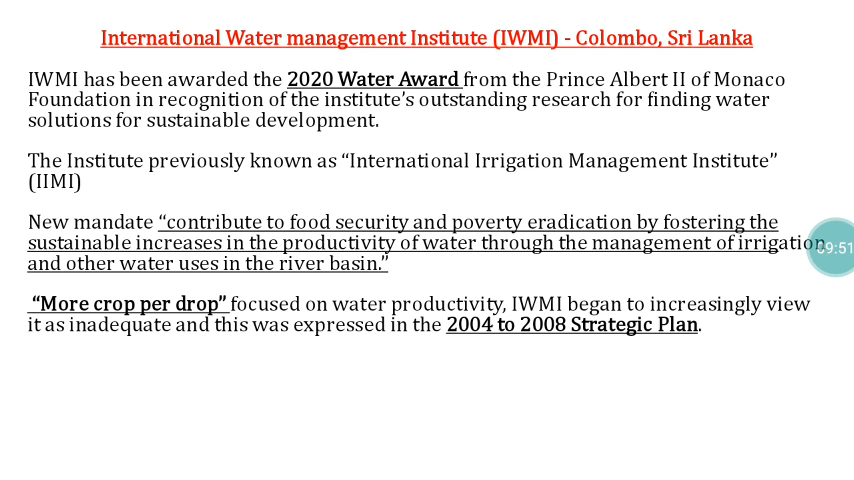 International Water management Institute (IWMI) - Colombo, Sri Lanka
IWMI has been awarded the 2020 Water Award from the Prince Albert II of Monaco
Foundation in recognition of the institute’s outstanding research for finding water
solutions for sustainable development.
The Institute previously known as “International Irrigation Management Institute”
(IIMI)
New mandate “contribute to food security and poverty eradication by fostering the
sustainable increases in the productivity of water through the management of irrigation
and other water uses in the river basin.”
09:51
“More crop per drop” focused on water productivity, IWMI began to increasingly view
it as inadequate and this was expressed in the 2004 to 2008 Strategic Plan.